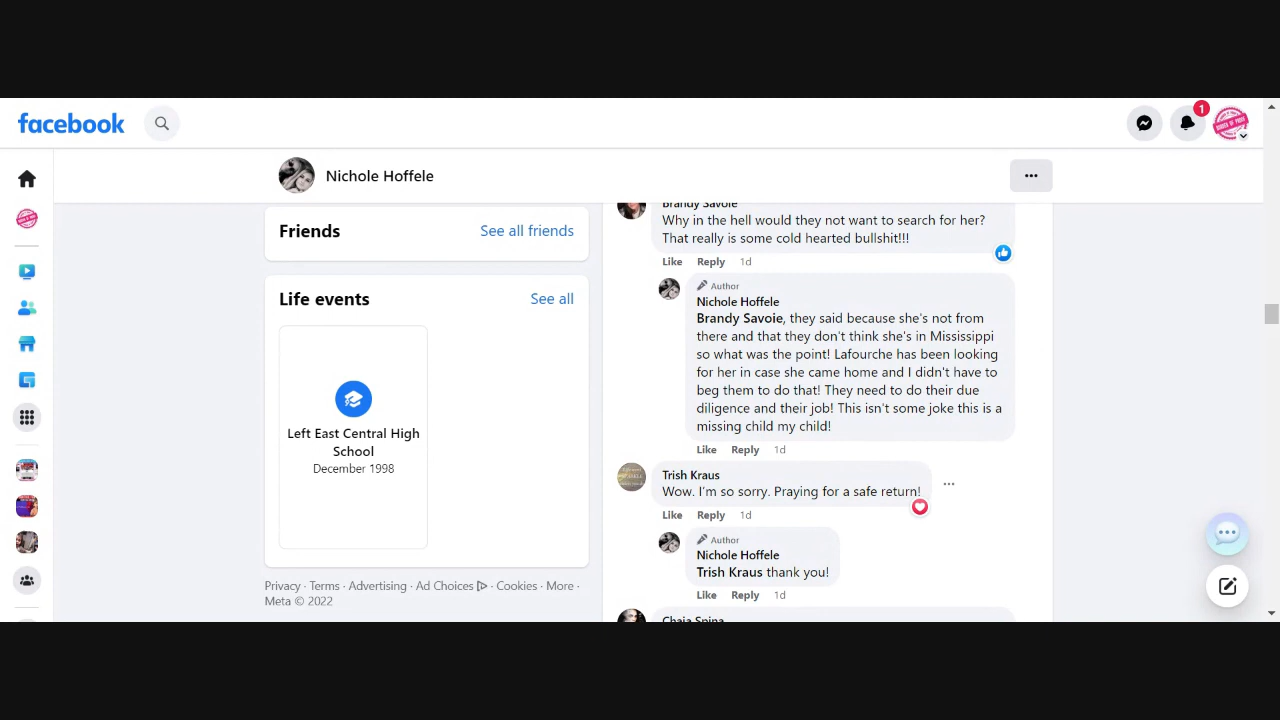 facebook
1
Nichole Hoffele
Friends
See all friends
Life events
See all
Left East Central High
School
December 1998
Privacy · Terms · Advertising · Ad Choices · Cookies · More ·
Meta © 2022
Brandy Savoie
Why in the hell would they not want to search for her?
That really is some cold hearted bullshit!!!
Like Reply 1d
Author
Nichole Hoffele
Brandy Savoie, they said because she's not from
there and that they don't think she's in Mississippi
so what was the point! Lafourche has been looking
for her in case she came home and I didn't have to
beg them to do that! They need to do their due
diligence and their job! This isn't some joke this is a
missing child my child!
Like Reply 1d
Trish Kraus
Wow. I'm so sorry. Praying for a safe return!
Like Reply 1d
Author
Nichole Hoffele
Trish Kraus thank you!
Like Reply 1d
Chaia Spina